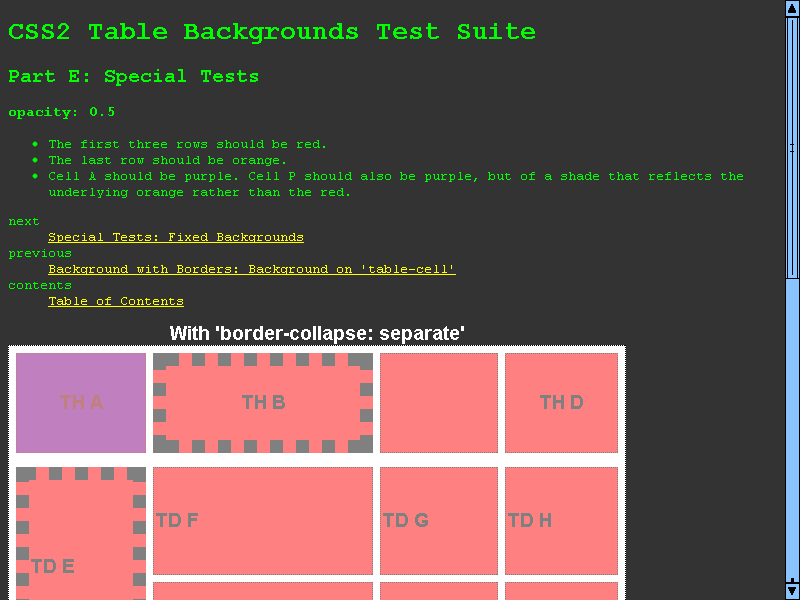 CSS2 Table Backgrounds Test Suite
Part E: Special Tests
opacity: 0.5
The first three rows should be red.
The last row should be orange.
Cell A should be purple. Cell P should also be purple, but of a shade that reflects the
underlying orange rather than the red.
next
Special Tests: Fixed Backgrounds
previous
Background with Borders: Background on 'table-cell'
contents
Table of Contents
With 'border-collapse: separate'
TH A TH B TH D
TD F TD G TD H
TD E